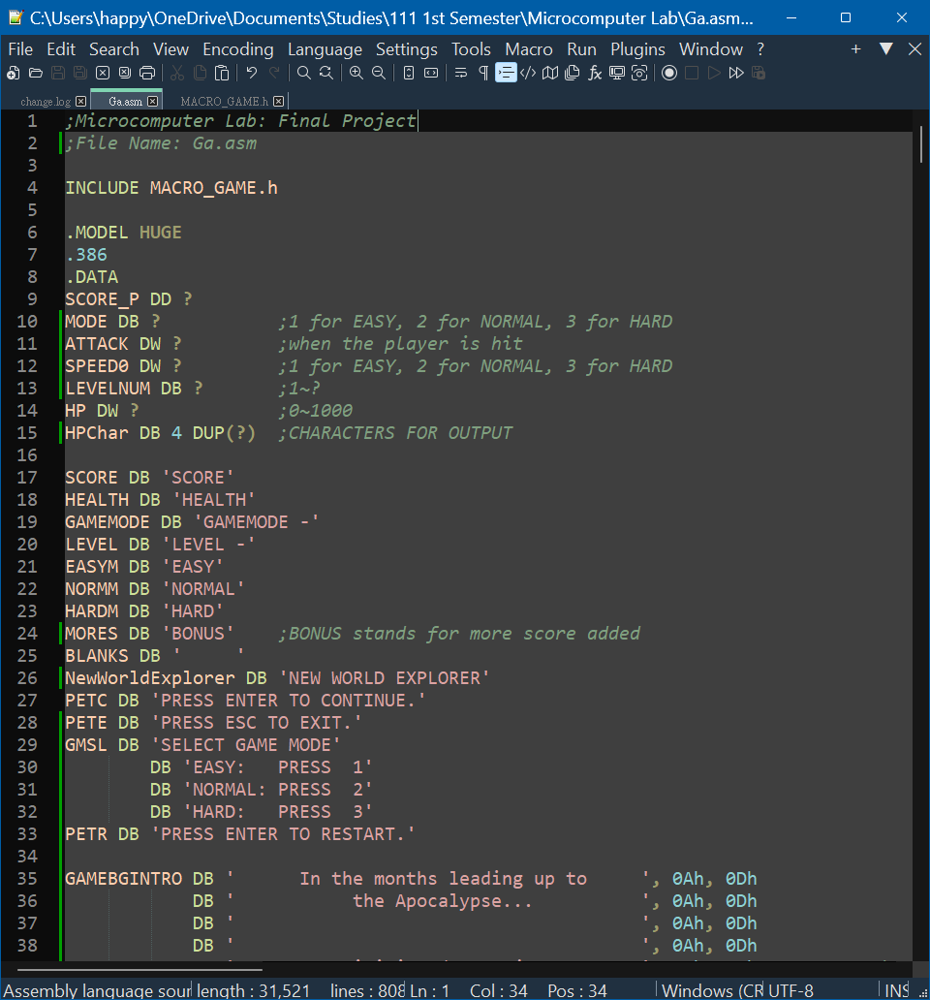 C:\Users\happy\OneDrive\Documents\Studies\111 1st Semester\Microcomputer Lab\Ga.asm...
File Edit Search View Encoding Language Settings Tools Macro Run Plugins Window ?
change.log Ga.asm MACRO_GAME.h
1 ;Microcomputer Lab: Final Project
2 ;File Name: Ga.asm
3
4 INCLUDE MACRO_GAME.h
5
6 .MODEL HUGE
7 .386
8 .DATA
9 SCORE_P DD ?
10 MODE DB ?           ;1 for EASY, 2 for NORMAL, 3 for HARD
11 ATTACK DW ?         ;when the player is hit
12 SPEED0 DW ?         ;1 for EASY, 2 for NORMAL, 3 for HARD
13 LEVELNUM DB ?       ;1~?
14 HP DW ?             ;0~1000
15 HPChar DB 4 DUP(?)  ;CHARACTERS FOR OUTPUT
16
17 SCORE DB 'SCORE'
18 HEALTH DB 'HEALTH'
19 GAMEMODE DB 'GAMEMODE -'
20 LEVEL DB 'LEVEL -'
21 EASYM DB 'EASY'
22 NORMM DB 'NORMAL'
23 HARDM DB 'HARD'
24 MORES DB 'BONUS'    ;BONUS stands for more score added
25 BLANKS DB '     '
26 NewWorldExplorer DB 'NEW WORLD EXPLORER'
27 PETC DB 'PRESS ENTER TO CONTINUE.'
28 PETE DB 'PRESS ESC TO EXIT.'
29 GMSL DB 'SELECT GAME MODE'
30         DB 'EASY:   PRESS  1'
31         DB 'NORMAL: PRESS  2'
32         DB 'HARD:   PRESS  3'
33 PETR DB 'PRESS ENTER TO RESTART.'
34
35 GAMEBGINTRO DB '      In the months leading up to     ', 0Ah, 0Dh
36             DB '           the Apocalypse...          ', 0Ah, 0Dh
37             DB '                                      ', 0Ah, 0Dh
38             DB '                                      ', 0Ah, 0Dh
Assembly language sour length : 31,521 lines : 808 Ln : 1 Col : 34 Pos : 34 Windows (CR UTF-8 INS